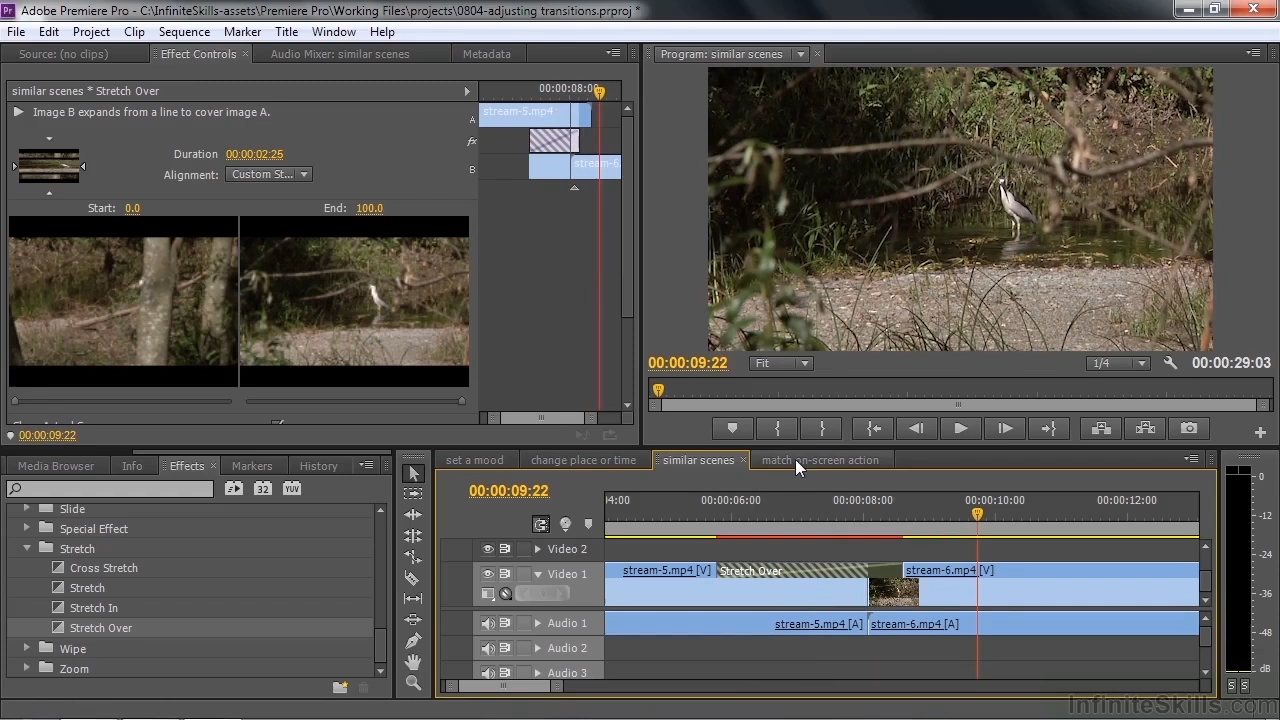 Pr Adobe Premiere Pro - C:\InfiniteSkills-assets\Premiere Pro\Working Files\projects\0804-adjusting transitions.prproj *
File Edit Project Clip Sequence Marker Title Window Help
Source: (no clips) Effect Controls Audio Mixer: similar scenes Metadata
Program: similar scenes
similar scenes * Stretch Over
00:00:08:00
Image B expands from a line to cover image A.
A stream-5.mp4
fx
B stream-6.
Duration 00:00:02:25
Alignment: Custom St...
Start: 0.0 End: 100.0
00:00:09:22
00:00:09:22 Fit 1/4 00:00:29:03
Media Browser Info Effects Markers History
32 YUV
Slide
Special Effect
Stretch
Cross Stretch
Stretch
Stretch In
Stretch Over
Wipe
Zoom
set a mood change place or time similar scenes match on-screen action
00:00:09:22
04:00 00:00:06:00 00:00:08:00 00:00:10:00 00:00:12:00
Video 2
Video 1 stream-5.mp4 [V] Stretch Over stream-6.mp4 [V]
Audio 1 stream-5.mp4 [A] stream-6.mp4 [A]
Audio 2
Audio 3
0
-12
-24
-36
-48
dB
S S
InfiniteSkills.com